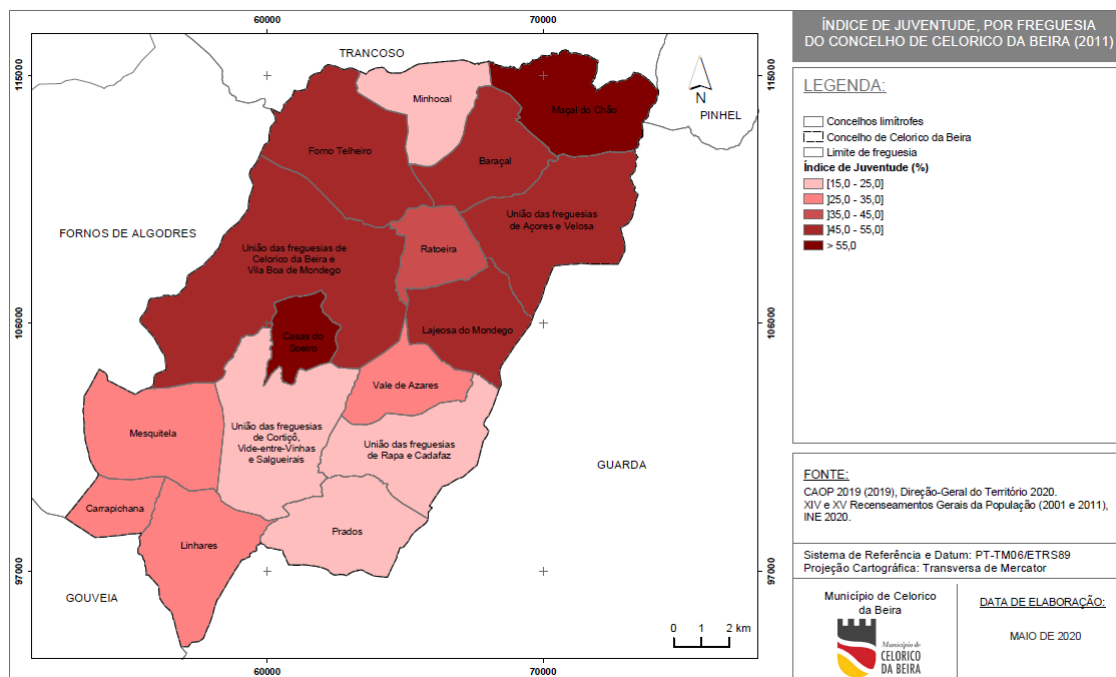 60000
70000
115000
106000
97000
115000
106000
97000
60000
70000
TRANCOSO
PINHEL
FORNOS DE ALGODRES
GUARDA
GOUVEIA
N
Minhocal
Maçal do Chão
Forno Telheiro
Baraçal
União das freguesias
de Açores e Velosa
União das freguesias de
Celorico da Beira e
Vila Boa de Mondego
Ratoeira
Lajeosa do Mondego
Casas do
Soeiro
Vale de Azares
Mesquitela
União das freguesias
de Cortiçô,
Vide-entre-Vinhas
e Salgueirais
União das freguesias
de Rapa e Cadafaz
Carrapichana
Linhares
Prados
0 1 2 km
ÍNDICE DE JUVENTUDE, POR FREGUESIA
DO CONCELHO DE CELORICO DA BEIRA (2011)
LEGENDA:
Concelhos limítrofes
Concelho de Celorico da Beira
Limite de freguesia
Índice de Juventude (%)
[15,0 - 25,0]
]25,0 - 35,0]
]35,0 - 45,0]
]45,0 - 55,0]
> 55,0
FONTE:
CAOP 2019 (2019), Direção-Geral do Território 2020.
XIV e XV Recenseamentos Gerais da População (2001 e 2011),
INE 2020.
Sistema de Referência e Datum: PT-TM06/ETRS89
Projeção Cartográfica: Transversa de Mercator
Município de Celorico
da Beira
Município de
CELORICO
DA BEIRA
DATA DE ELABORAÇÃO:
MAIO DE 2020